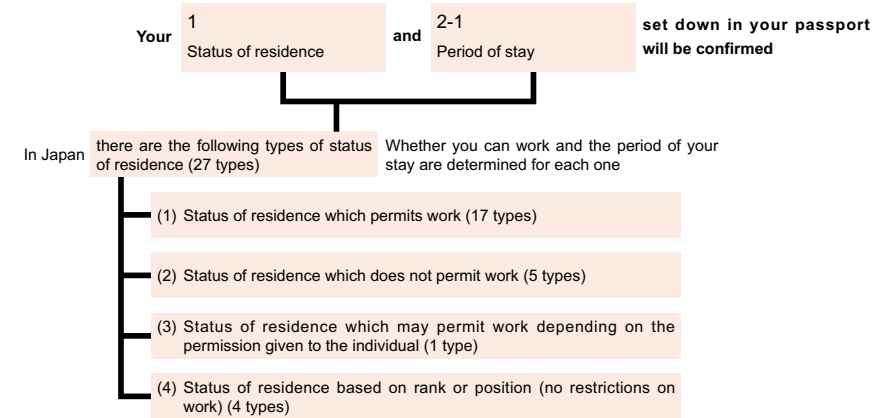 Your
1
Status of residence
and
2-1
Period of stay
set down in your passport
will be confirmed
In Japan
there are the following types of status
of residence (27 types)
Whether you can work and the period of your
stay are determined for each one
(1) Status of residence which permits work (17 types)
(2) Status of residence which does not permit work (5 types)
(3) Status of residence which may permit work depending on the
permission given to the individual (1 type)
(4) Status of residence based on rank or position (no restrictions on
work) (4 types)